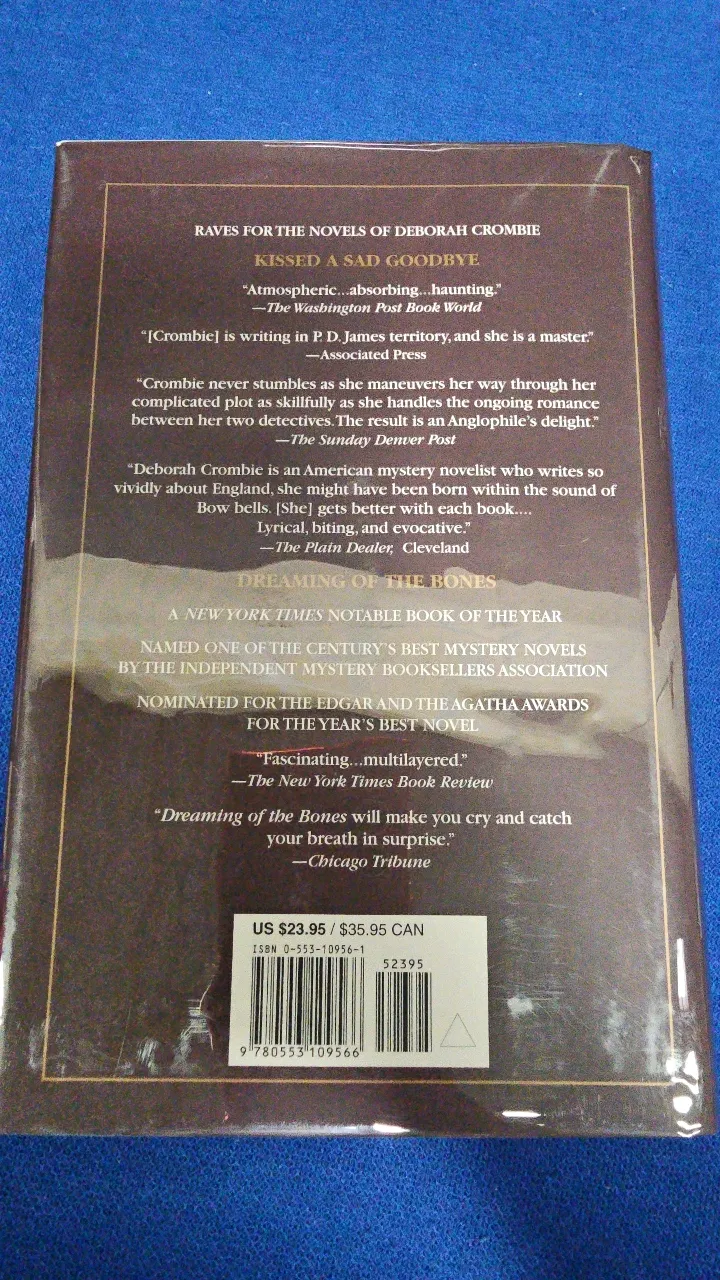 RAVES FOR THE NOVELS OF DEBORAH CROMBIE
KISSED A SAD GOODBYE
“Atmospheric...absorbing...haunting.”
—The Washington Post Book World
“[Crombie] is writing in P. D. James territory, and she is a master.”
—Associated Press
“Crombie never stumbles as she maneuvers her way through her
complicated plot as skillfully as she handles the ongoing romance
between her two detectives. The result is an Anglophile’s delight.”
—The Sunday Denver Post
“Deborah Crombie is an American mystery novelist who writes so
vividly about England, she might have been born within the sound of
Bow bells. [She] gets better with each book....
Lyrical, biting, and evocative.”
—The Plain Dealer, Cleveland
DREAMING OF THE BONES
A NEW YORK TIMES NOTABLE BOOK OF THE YEAR
NAMED ONE OF THE CENTURY’S BEST MYSTERY NOVELS
BY THE INDEPENDENT MYSTERY BOOKSELLERS ASSOCIATION
NOMINATED FOR THE EDGAR AND THE AGATHA AWARDS
FOR THE YEAR’S BEST NOVEL
“Fascinating...multilayered.”
—The New York Times Book Review
“Dreaming of the Bones will make you cry and catch
your breath in surprise.”
—Chicago Tribune
US $23.95 / $35.95 CAN
ISBN 0-553-10956-1
52395
9 780553 109566